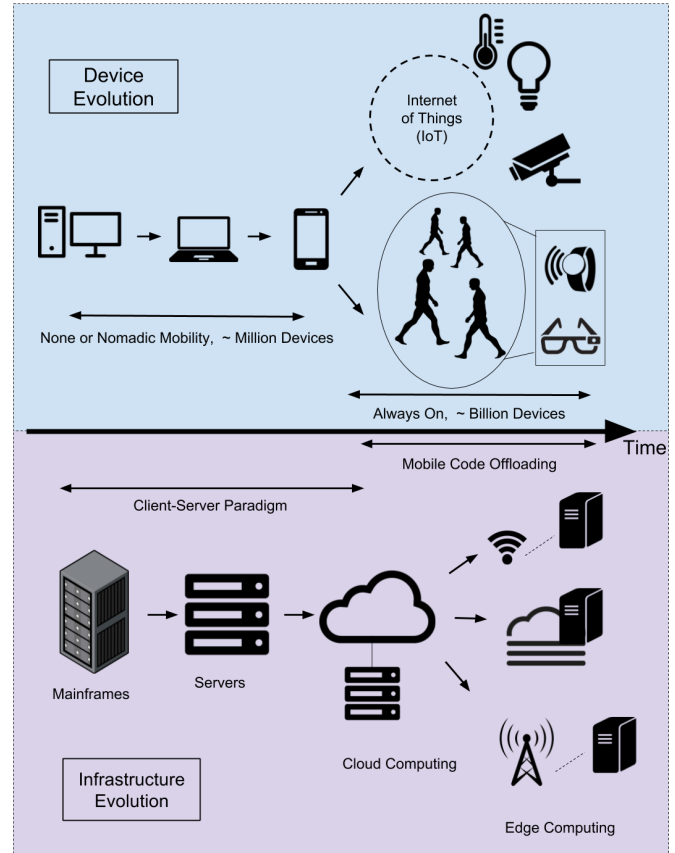 Device
Evolution
Internet
of Things
(IoT)
None or Nomadic Mobility, ~ Million Devices
Always On, ~ Billion Devices
Time
Mobile Code Offloading
Client-Server Paradigm
Mainframes
Servers
Cloud Computing
Edge Computing
Infrastructure
Evolution